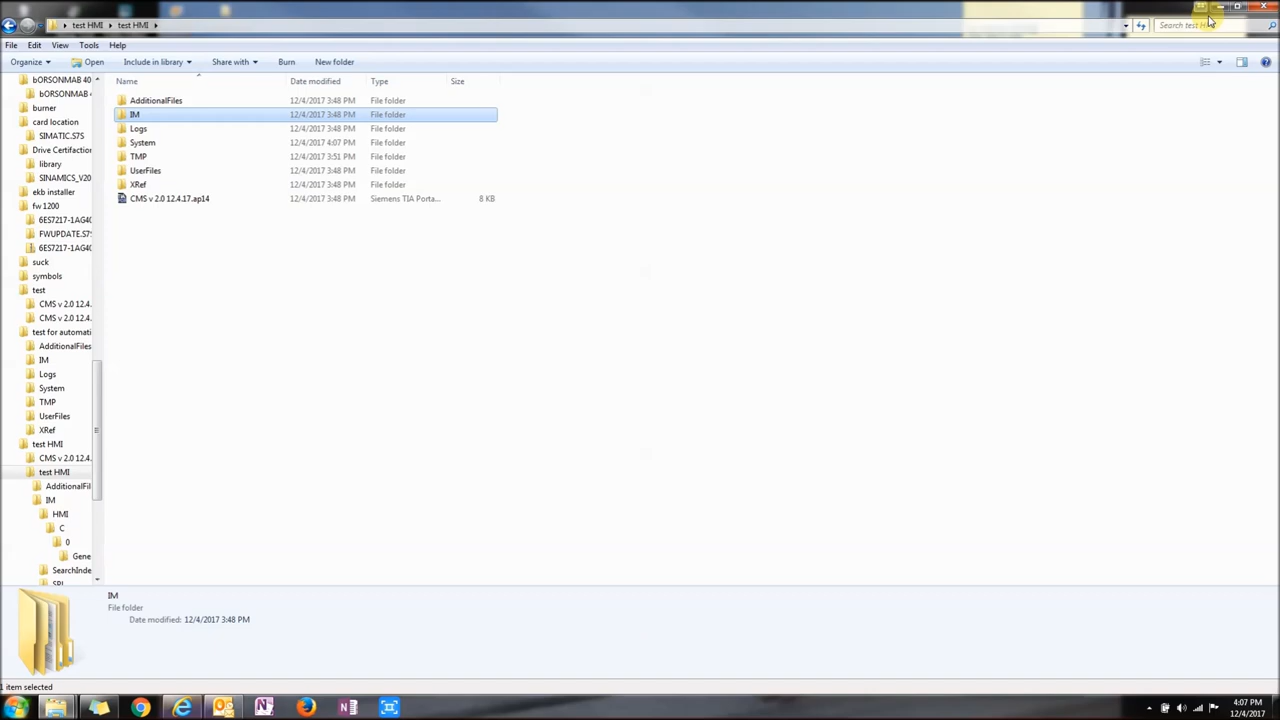 test HMI test HMI
Search test H
File Edit View Tools Help
Organize Open Include in library Share with Burn New folder
Name Date modified Type Size
AdditionalFiles 12/4/2017 3:48 PM File folder
IM 12/4/2017 3:48 PM File folder
Logs 12/4/2017 3:48 PM File folder
System 12/4/2017 4:07 PM File folder
TMP 12/4/2017 3:51 PM File folder
UserFiles 12/4/2017 3:48 PM File folder
XRef 12/4/2017 3:48 PM File folder
CMS v 2.0 12.4.17.ap14 12/4/2017 3:48 PM Siemens TIA Porta... 8 KB
bORSONMAB 40
bORSONMAB 4
burner
card location
SIMATIC.S7S
Drive Certifaction
library
SINAMICS_V20
ekb installer
fw 1200
6ES7217-1AG40
FWUPDATE.S7S
6ES7217-1AG40
suck
symbols
test
CMS v 2.0 12.4.
CMS v 2.0 12.4.
test for automati
AdditionalFiles
IM
Logs
System
TMP
UserFiles
XRef
test HMI
CMS v 2.0 12.4.
test HMI
AdditionalFil
IM
HMI
C
0
Gene
SearchInde
SPL
IM
File folder
Date modified: 12/4/2017 3:48 PM
1 item selected
4:07 PM
12/4/2017